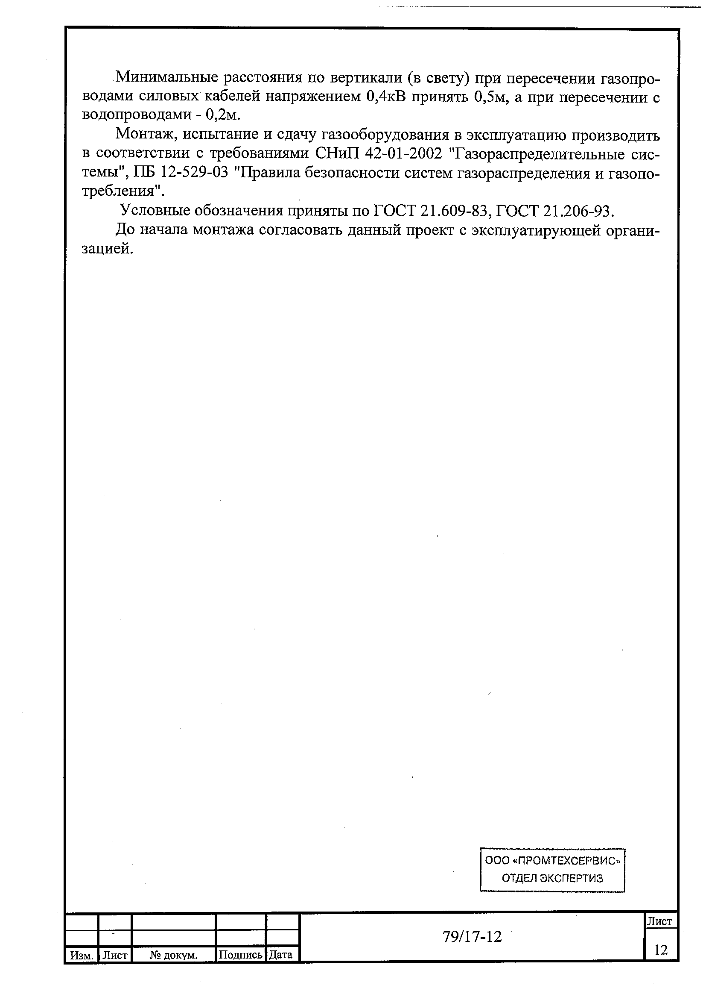 Минимальные расстояния по вертикали (в свету) при пересечении газопро-
водами силовых кабелей напряжением 0,4кВ принять 0,5м, а при пересечении с
водопроводами - 0,2м.
Монтаж, испытание и сдачу газооборудования в эксплуатацию производить
в соответствии с требованиями СНиП 42-01-2002 "Газораспределительные сис-
темы", ПБ 12-529-03 "Правила безопасности систем газораспределения и газопо-
требления".
Условные обозначения приняты по ГОСТ 21.609-83, ГОСТ 21.206-93.
До начала монтажа согласовать данный проект с эксплуатирующей органи-
зацией.
ООО «ПРОМТЕХСЕРВИС»
ОТДЕЛ ЭКСПЕРТИЗ
79/17-12
Лист
12
Изм. Лист № докум. Подпись Дата